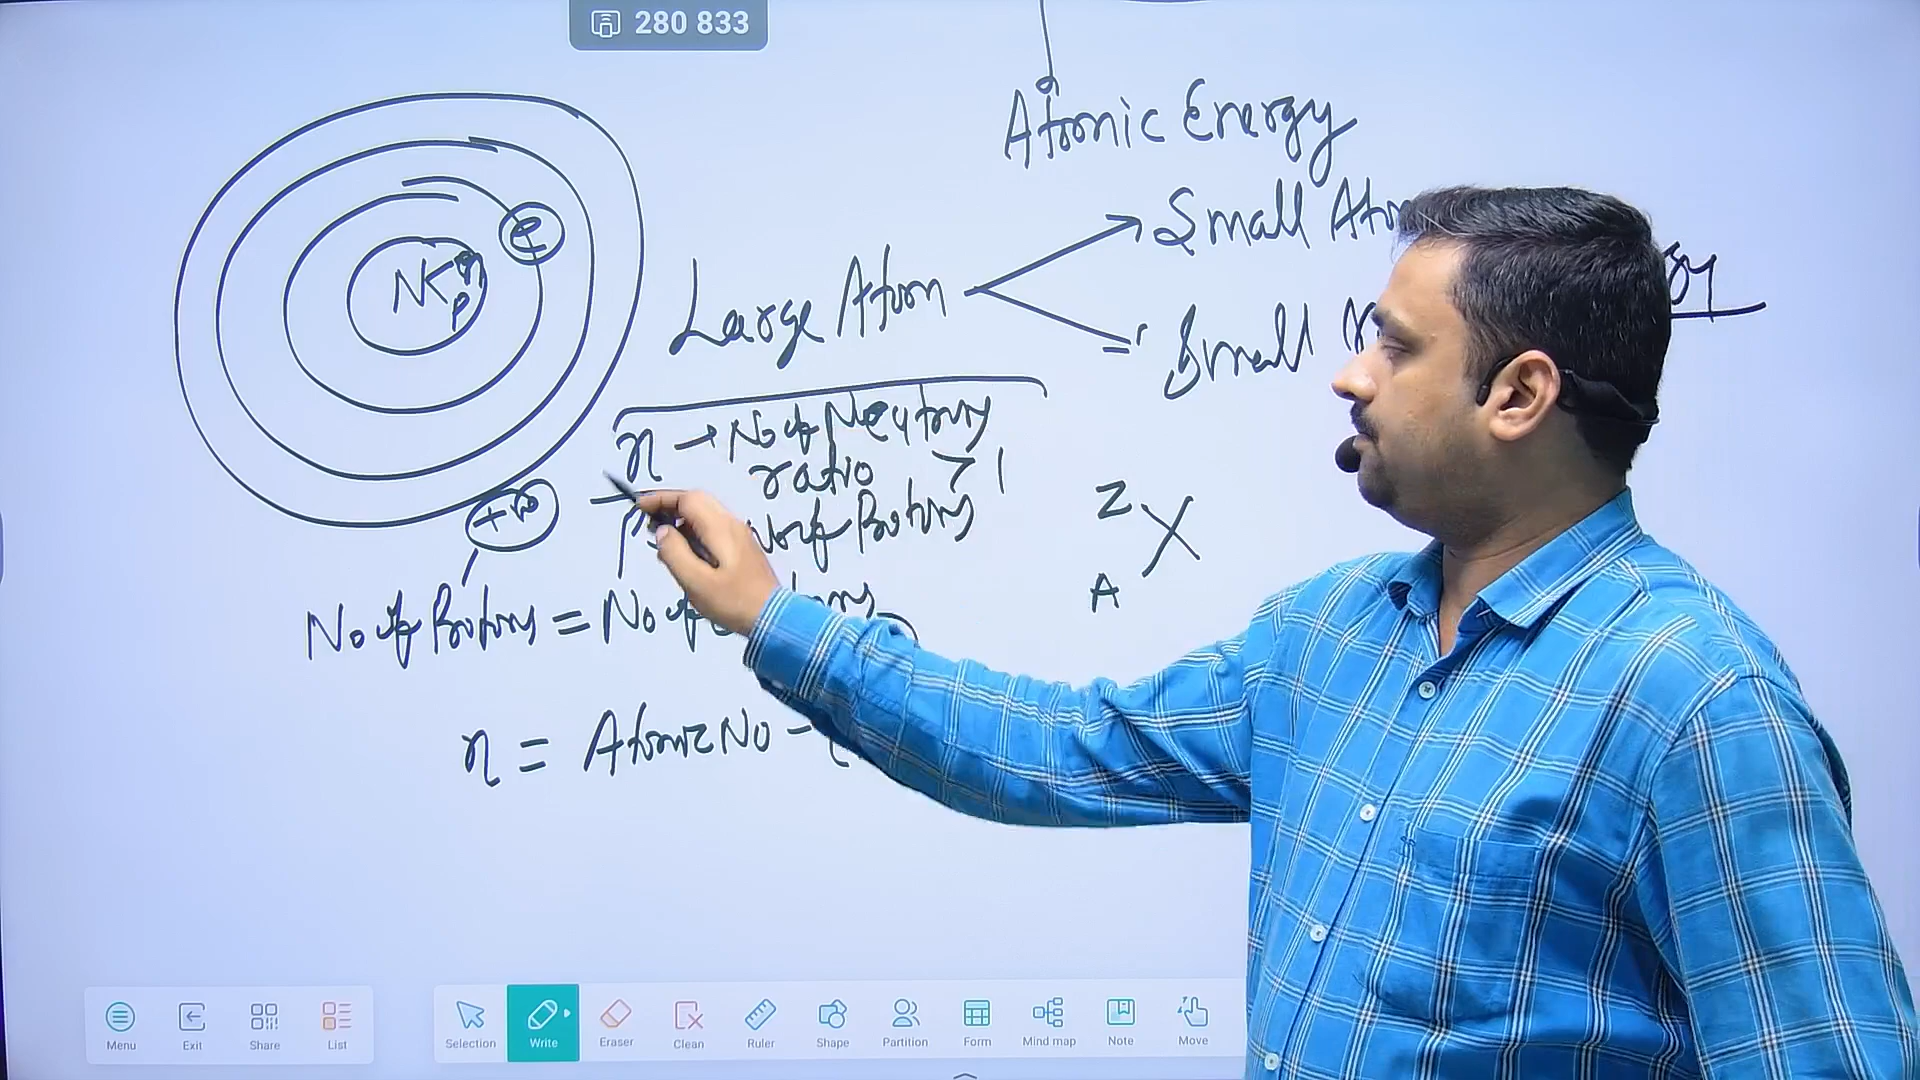 280 833
Atomic Energy
Small Atom
Large Atom
Small
n → No of Neutrons
ratio > 1
p No of Protons
Z
X
A
NK n
p
e
+ve
No of Protons = No of
n = Atomic No -
Menu
Exit
Share
List
Selection
Write
Eraser
Clean
Ruler
Shape
Partition
Form
Mind map
Note
Move